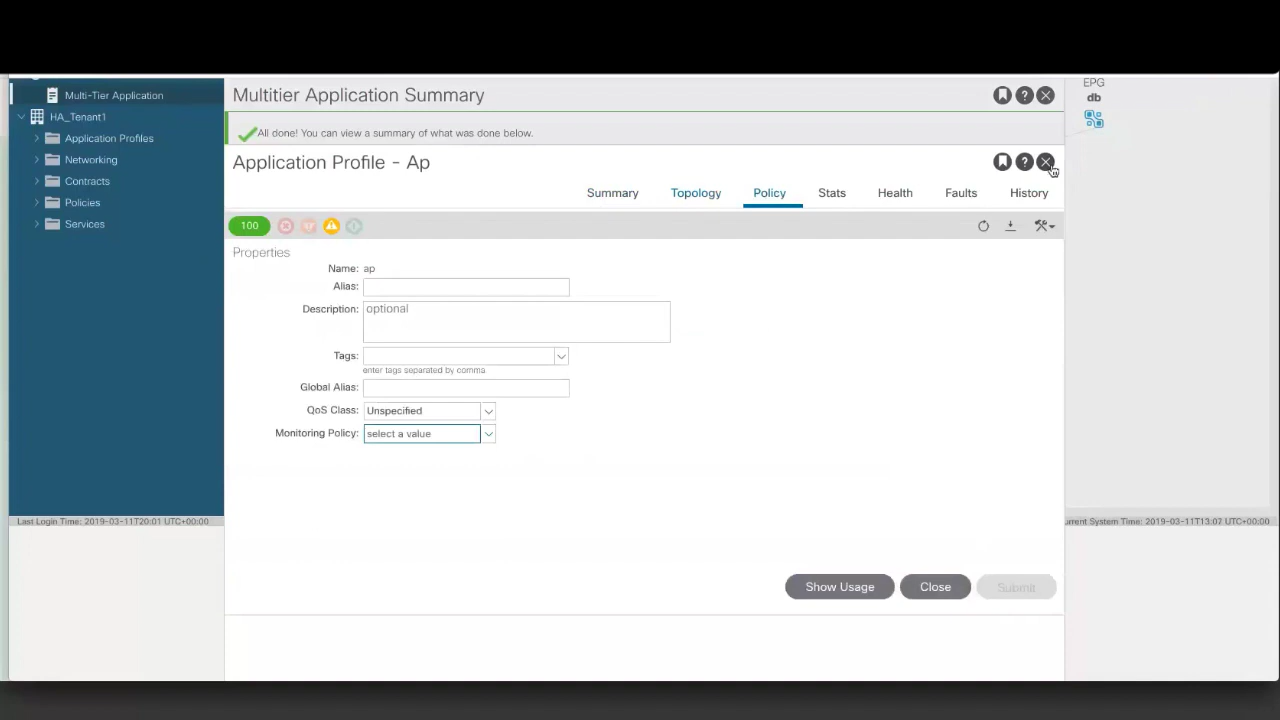 EPG
Multi-Tier Application
Multitier Application Summary
db
HA_Tenant1
All done! You can view a summary of what was done below.
Application Profiles
Networking
Application Profile - Ap
Contracts
Summary
Topology
Policy
Stats
Health
Faults
History
Policies
Services
100
Properties
Name: ap
Alias:
Description: optional
Tags:
enter tags separated by comma
Global Alias:
QoS Class: Unspecified
Monitoring Policy: select a value
Last Login Time: 2019-03-11T20:01 UTC+00:00
urrent System Time: 2019-03-11T13:07 UTC+00:00
Show Usage
Close
Submit